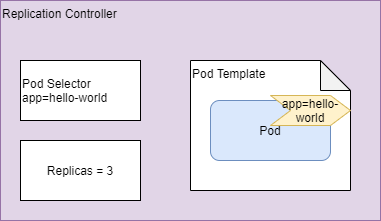 Replication Controller
Pod Selector
app=hello-world
Replicas = 3
Pod Template
app=hello-
world
Pod